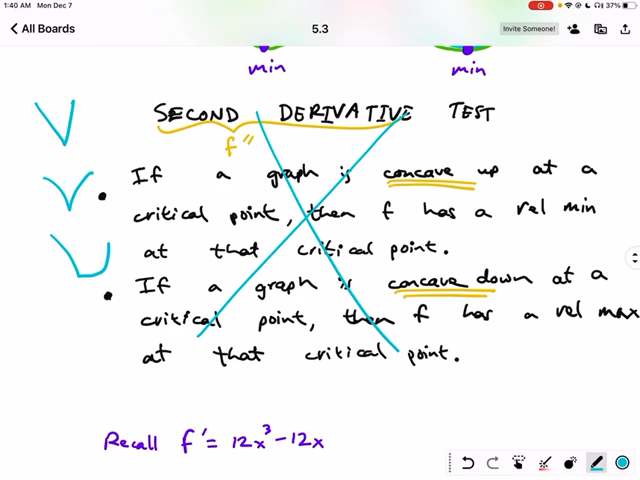 1:40 AM Mon Dec 7
37%
All Boards
5.3
Invite Someone!
min
min
SECOND DERIVATIVE TEST
f"
If a graph is concave up at a
critical point, then f has a rel min
at that critical point.
If a graph is concave down at a
critical point, then f has a rel max
at that critical point.
Recall f' = 12x³ - 12x